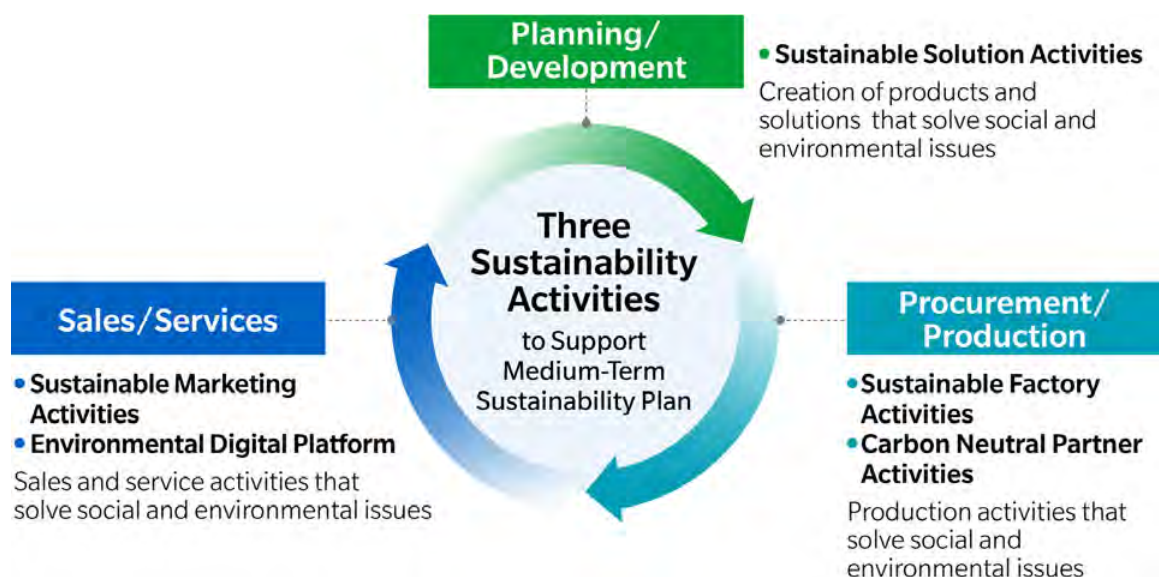 Planning/
Development
• Sustainable Solution Activities
Creation of products and
solutions that solve social and
environmental issues
Three
Sustainability
Activities
to Support
Medium-Term
Sustainability Plan
Sales/Services
• Sustainable Marketing
Activities
• Environmental Digital Platform
Sales and service activities that
solve social and environmental issues
Procurement/
Production
• Sustainable Factory
Activities
• Carbon Neutral Partner
Activities
Production activities that
solve social and
environmental issues